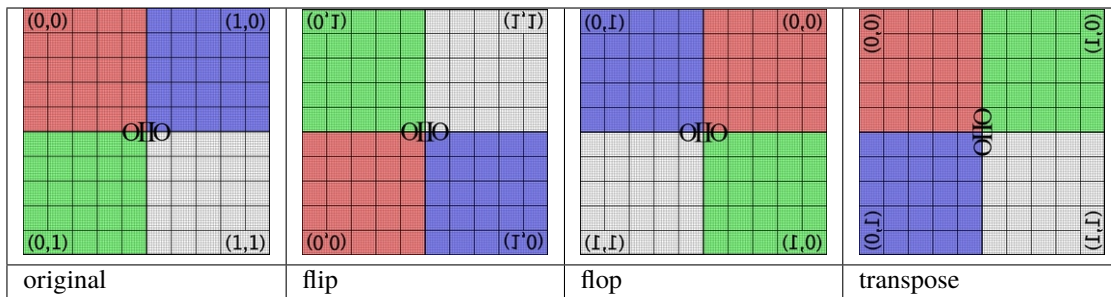 (0,0) (1,0) (0,1) (1,1) (1,0) (0,0) (0,0) (0,1)
OHO OHO OHO OHO
(0,1) (1,1) (0,0) (1,0) (1,1) (0,1) (1,0) (1,1)
original flip flop transpose